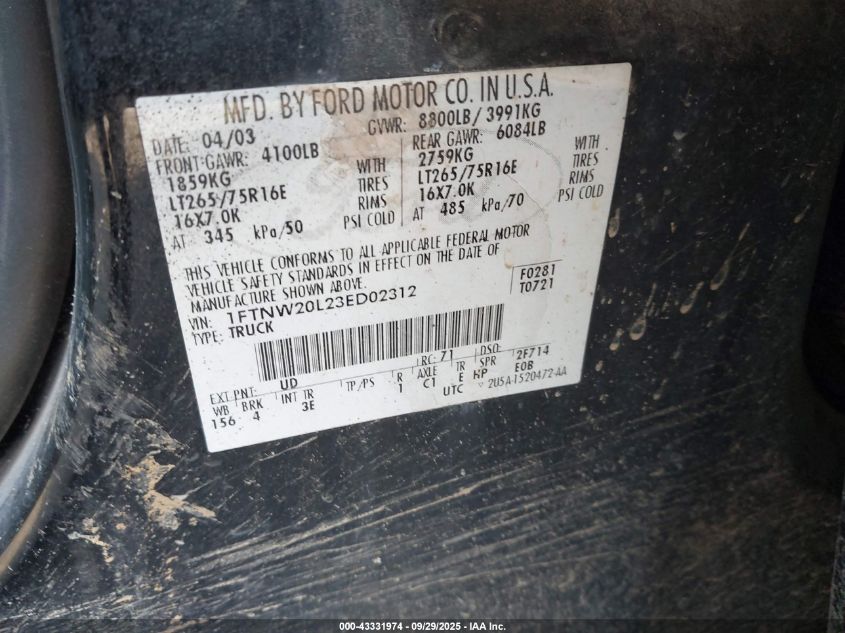 MFD. BY FORD MOTOR CO. IN U.S.A.
DATE: 04/03 GVWR: 8800LB / 3991KG
FRONT GAWR: 4100LB REAR GAWR: 6084LB
1859KG WITH 2759KG WITH
LT265/75R16E TIRES LT265/75R16E TIRES
16X7.0K RIMS 16X7.0K RIMS
AT 345 kPa/50 PSI COLD AT 485 kPa/70 PSI COLD
THIS VEHICLE CONFORMS TO ALL APPLICABLE FEDERAL MOTOR
VEHICLE SAFETY STANDARDS IN EFFECT ON THE DATE OF
MANUFACTURE SHOWN ABOVE.
F0281
T0721
VIN: 1FTNW20L23ED02312
TYPE: TRUCK
EXT PNT: UD RC: 71 DSO: 2F714
WB BRK INT TR TP/PS R AXLE TR SPR E0B
156 4 3E 1 C1 E HP
UTC 2U5A-1520472-AA
000-43331974 - 09/29/2025 - IAA Inc.